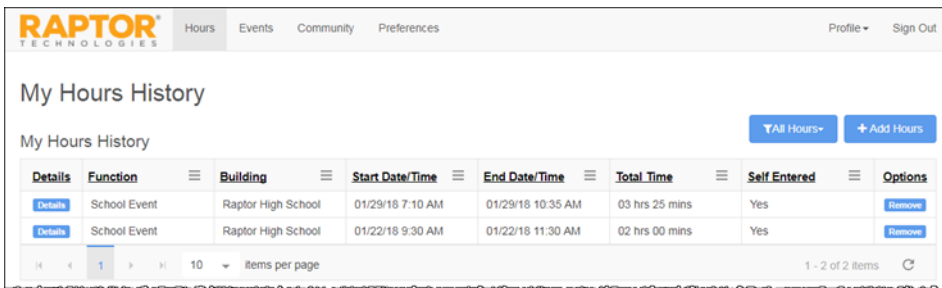 RAPTOR®
TECHNOLOGIES
Hours Events Community Preferences Profile Sign Out
My Hours History
All Hours + Add Hours
My Hours History
Details Function Building Start Date/Time End Date/Time Total Time Self Entered Options
Details School Event Raptor High School 01/29/18 7:10 AM 01/29/18 10:35 AM 03 hrs 25 mins Yes Remove
Details School Event Raptor High School 01/22/18 9:30 AM 01/22/18 11:30 AM 02 hrs 00 mins Yes Remove
1 10 items per page 1 - 2 of 2 items